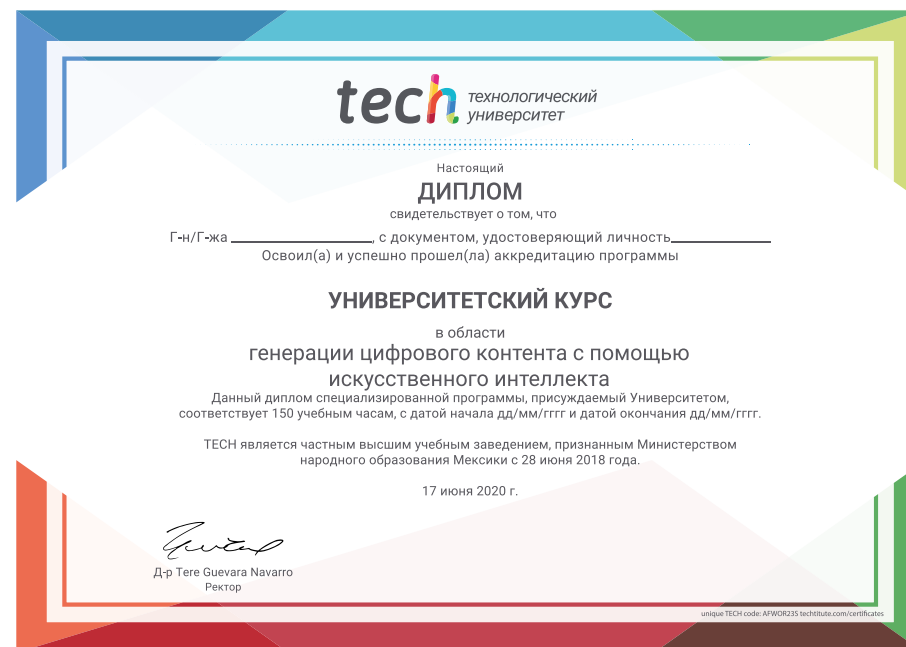 tech технологический
университет
Настоящий
ДИПЛОМ
свидетельствует о том, что
Г-н/Г-жа ____________________, с документом, удостоверяющий личность______________
Освоил(а) и успешно прошел(ла) аккредитацию программы
УНИВЕРСИТЕТСКИЙ КУРС
в области
генерации цифрового контента с помощью
искусственного интеллекта
Данный диплом специализированной программы, присуждаемый Университетом,
соответствует 150 учебным часам, с датой начала дд/мм/гггг и датой окончания дд/мм/гггг.
TECH является частным высшим учебным заведением, признанным Министерством
народного образования Мексики с 28 июня 2018 года.
17 июня 2020 г.
Д-р Tere Guevara Navarro
Ректор
unique TECH code: AFWOR23S techtitute.com/certificates